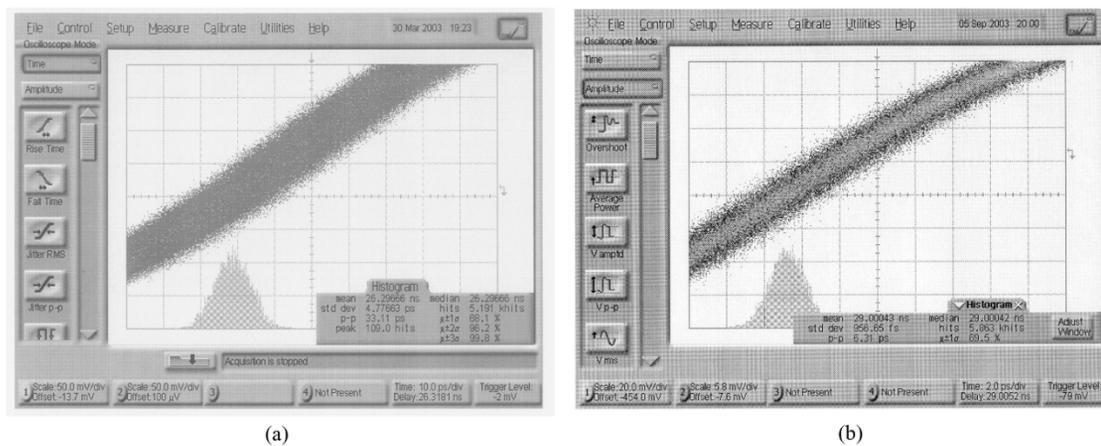 File Control Setup Measure Calibrate Utilities Help 30 Mar 2003 19:23
Oscilloscope Mode
Time
Amplitude
Rise Time
Fall Time
Jitter RMS
Jitter p-p
Histogram
mean 26.29666 ns median 26.29666 ns
std dev 4.77663 ps hits 5.191 khits
p-p 33.11 ps μ±1σ 68.1 %
peak 109.0 hits μ±2σ 96.2 %
μ±3σ 99.8 %
Acquisition is stopped
1 Scale:50.0 mV/div
Offset:-13.7 mV
2 Scale:50.0 mV/div
Offset:100 μV
3
4 Not Present
Time: 10.0 ps/div
Delay:26.3181 ns
Trigger Level:
-2 mV
(a)
File Control Setup Measure Calibrate Utilities Help 05 Sep 2003 20:00
Oscilloscope Mode
Time
Amplitude
Overshoot
Average
Power
V amptd
V p-p
V rms
Histogram
mean 29.00043 ns median 29.00042 ns
std dev 956.65 fs hits 5.863 khits
p-p 6.31 ps μ±1σ 69.5 %
Adjust
Window
1 Scale:20.0 mV/div
Offset:-454.0 mV
2 Scale:5.8 mV/div
Offset:-7.6 mV
3 Not Present
4 Not Present
Time: 2.0 ps/div
Delay:29.0052 ns
Trigger Level:
-79 mV
(b)